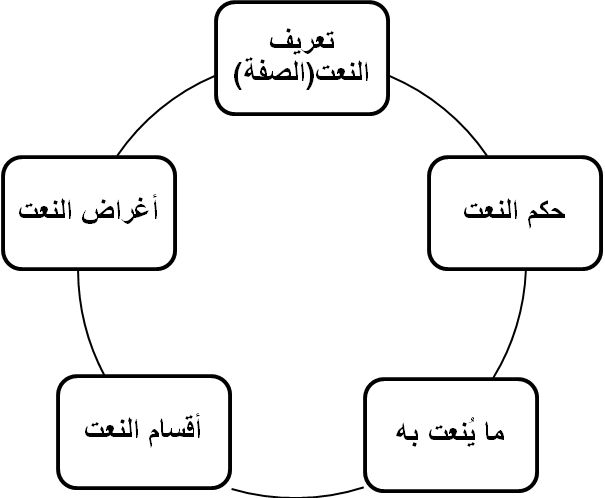 تعريف
النعت(الصفة)
حكم النعت
ما يُنعت به
أقسام النعت
أغراض النعت